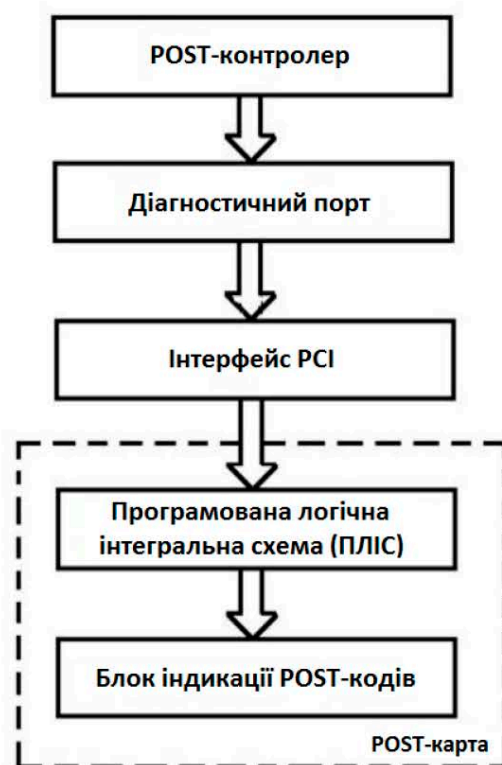 POST-контролер
Діагностичний порт
Інтерфейс PCI
Програмована логічна
інтегральна схема (ПЛІС)
Блок індикації POST-кодів
POST-карта